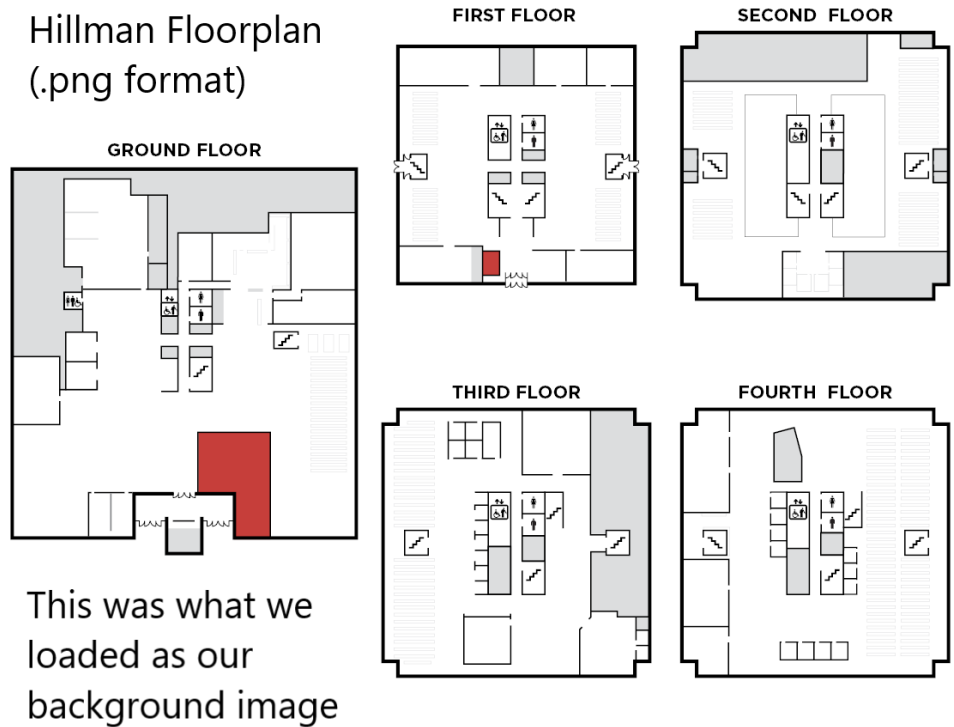 Hillman Floorplan
(.png format)
FIRST FLOOR
SECOND FLOOR
GROUND FLOOR
THIRD FLOOR
FOURTH FLOOR
This was what we
loaded as our
background image